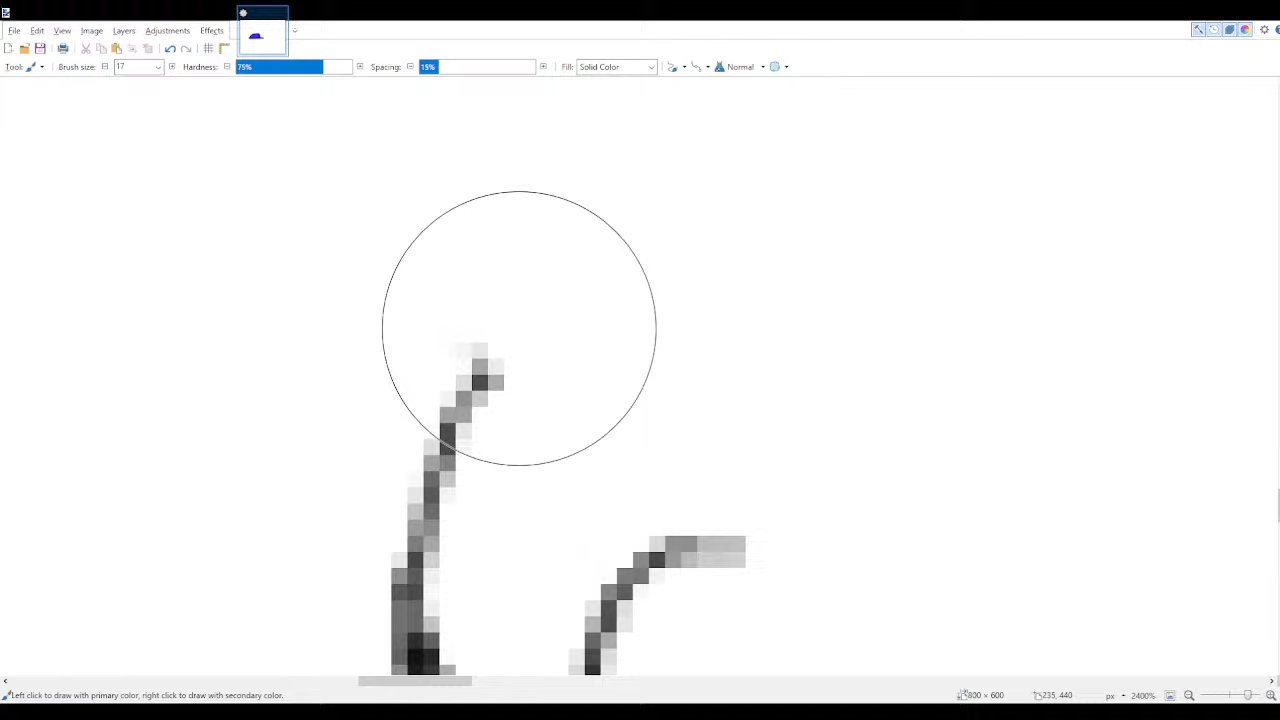 File Edit View Image Layers Adjustments Effects
Tool: Brush size: 17 Hardness: 75% Spacing: 15% Fill: Solid Color Normal
Left click to draw with primary color, right click to draw with secondary color. 800 × 600 235, 440 px 2400%